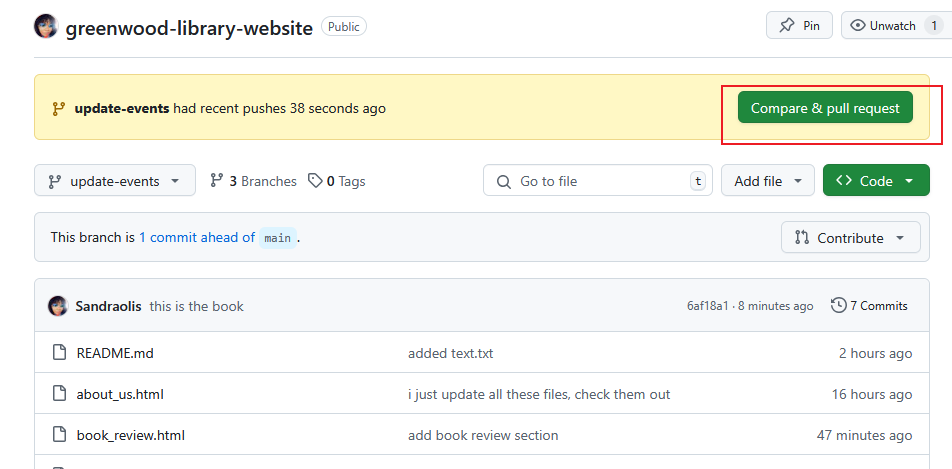 greenwood-library-website Public Pin Unwatch 1
update-events had recent pushes 38 seconds ago Compare & pull request
update-events 3 Branches 0 Tags Go to file t Add file Code
This branch is 1 commit ahead of main. Contribute
Sandraolis this is the book 6af18a1 · 8 minutes ago 7 Commits
README.md added text.txt 2 hours ago
about_us.html i just update all these files, check them out 16 hours ago
book_review.html add book review section 47 minutes ago